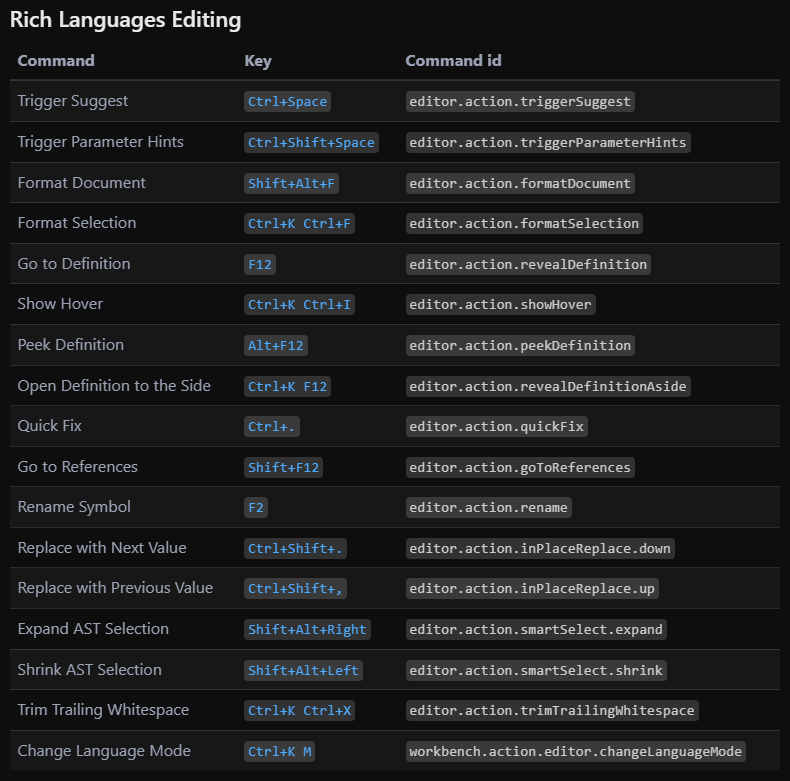 Rich Languages Editing
Command Key Command id
Trigger Suggest Ctrl+Space editor.action.triggerSuggest
Trigger Parameter Hints Ctrl+Shift+Space editor.action.triggerParameterHints
Format Document Shift+Alt+F editor.action.formatDocument
Format Selection Ctrl+K Ctrl+F editor.action.formatSelection
Go to Definition F12 editor.action.revealDefinition
Show Hover Ctrl+K Ctrl+I editor.action.showHover
Peek Definition Alt+F12 editor.action.peekDefinition
Open Definition to the Side Ctrl+K F12 editor.action.revealDefinitionAside
Quick Fix Ctrl+. editor.action.quickFix
Go to References Shift+F12 editor.action.goToReferences
Rename Symbol F2 editor.action.rename
Replace with Next Value Ctrl+Shift+. editor.action.inPlaceReplace.down
Replace with Previous Value Ctrl+Shift+, editor.action.inPlaceReplace.up
Expand AST Selection Shift+Alt+Right editor.action.smartSelect.expand
Shrink AST Selection Shift+Alt+Left editor.action.smartSelect.shrink
Trim Trailing Whitespace Ctrl+K Ctrl+X editor.action.trimTrailingWhitespace
Change Language Mode Ctrl+K M workbench.action.editor.changeLanguageMode